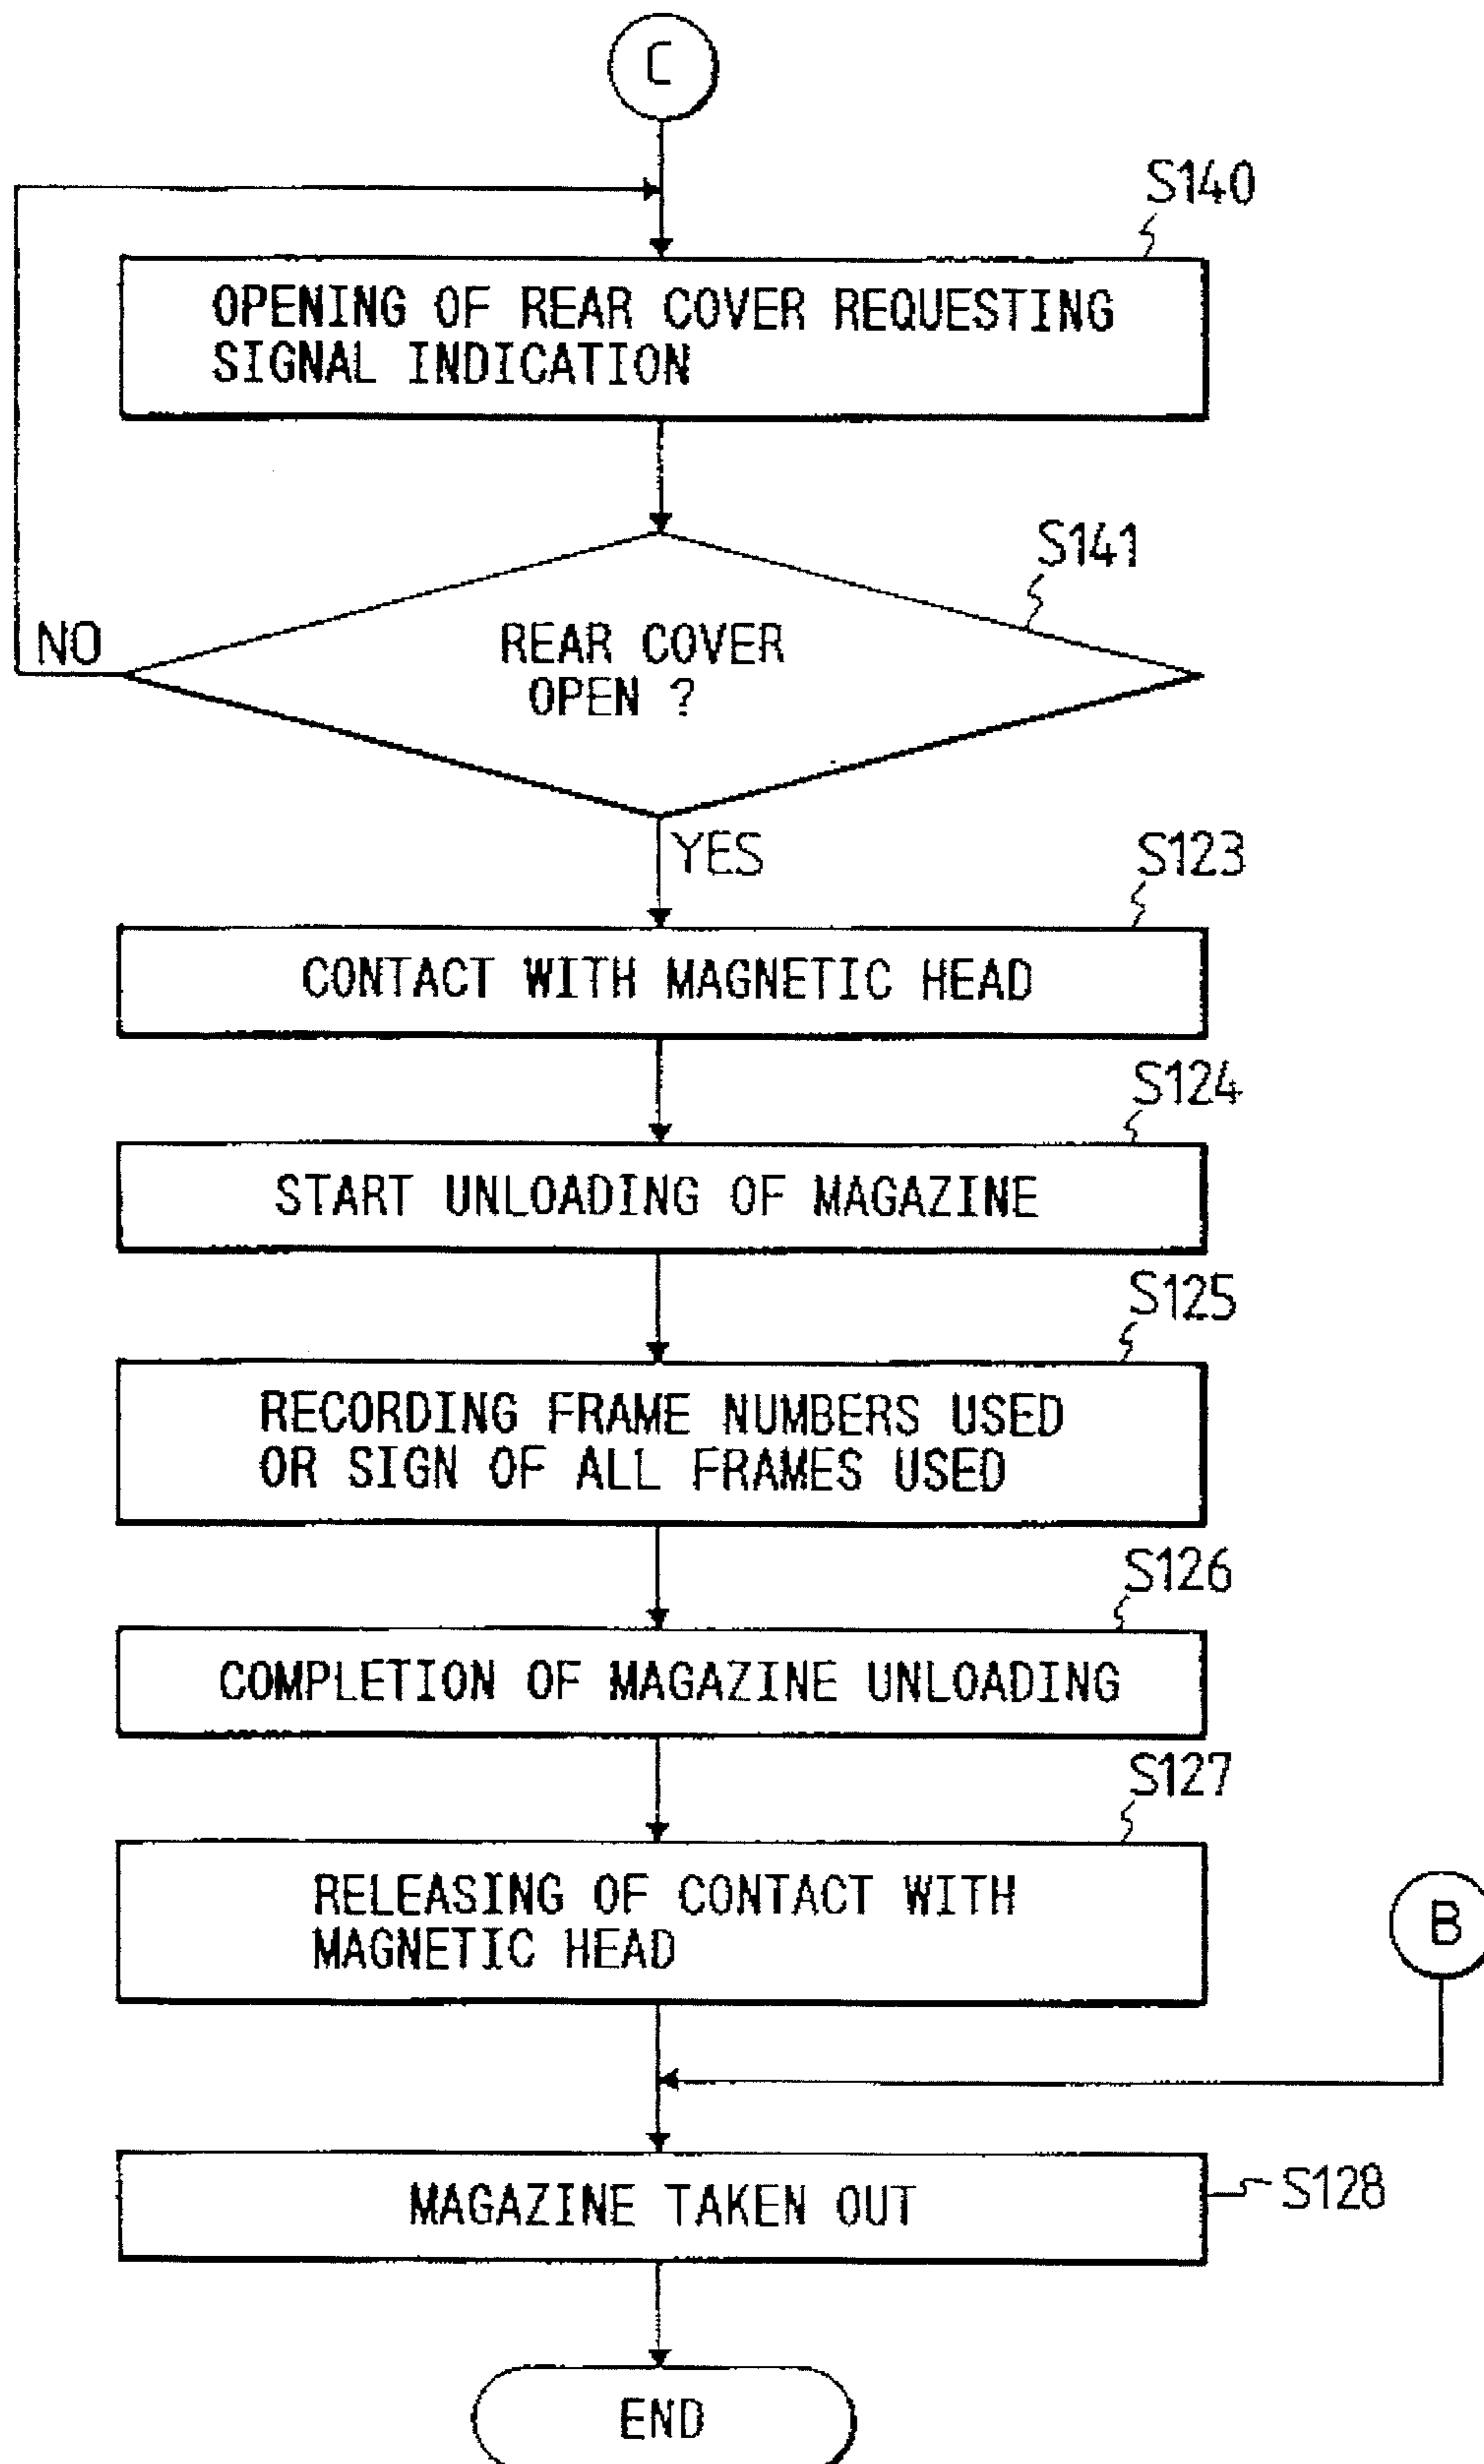 C
S140
OPENING OF REAR COVER REQUESTING
SIGNAL INDICATION
S141
REAR COVER
OPEN ?
NO
YES
S123
CONTACT WITH MAGNETIC HEAD
S124
START UNLOADING OF MAGAZINE
S125
RECORDING FRAME NUMBERS USED
OR SIGN OF ALL FRAMES USED
S126
COMPLETION OF MAGAZINE UNLOADING
S127
RELEASING OF CONTACT WITH
MAGNETIC HEAD
B
MAGAZINE TAKEN OUT
S128
END